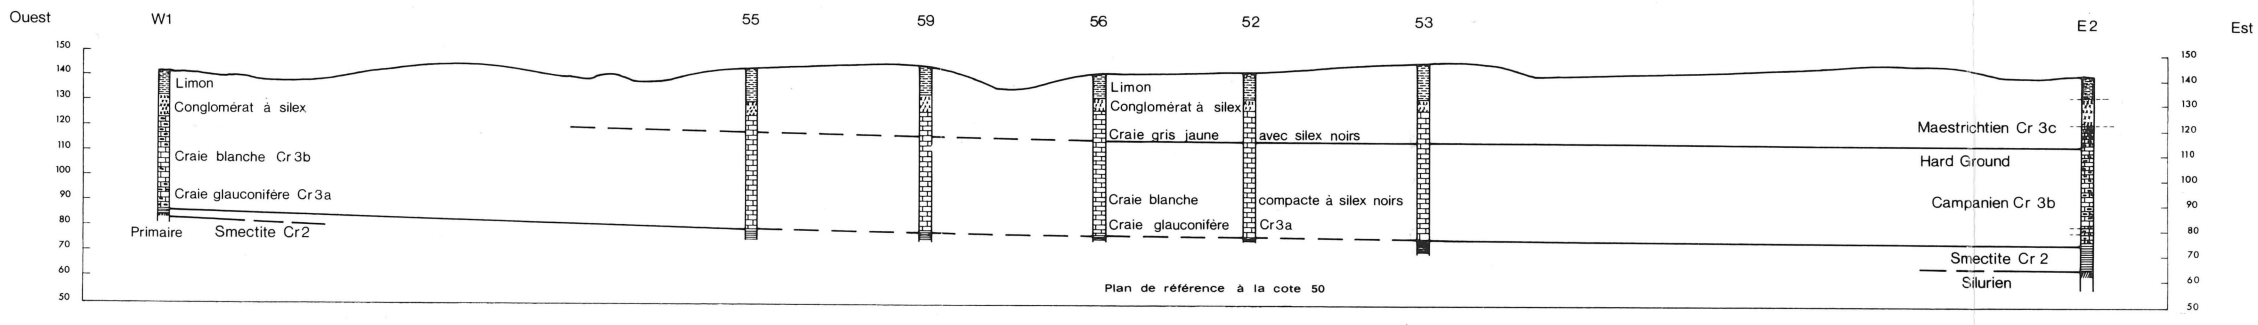 Ouest W1 55 59 56 52 53 E2 Est
150 150
140 Limon Limon 140
130 Conglomérat à silex Conglomérat à silex 130
120 Craie gris jaune avec silex noirs Maestrichtien Cr 3c 120
110 Craie blanche Cr3b Hard Ground 110
100 100
90 Craie glauconifère Cr3a Craie blanche compacte à silex noirs Campanien Cr 3b 90
80 Craie glauconifère Cr3a 80
Primaire Smectite Cr2
70 Smectite Cr 2 70
60 Silurien 60
Plan de référence à la cote 50
50 50